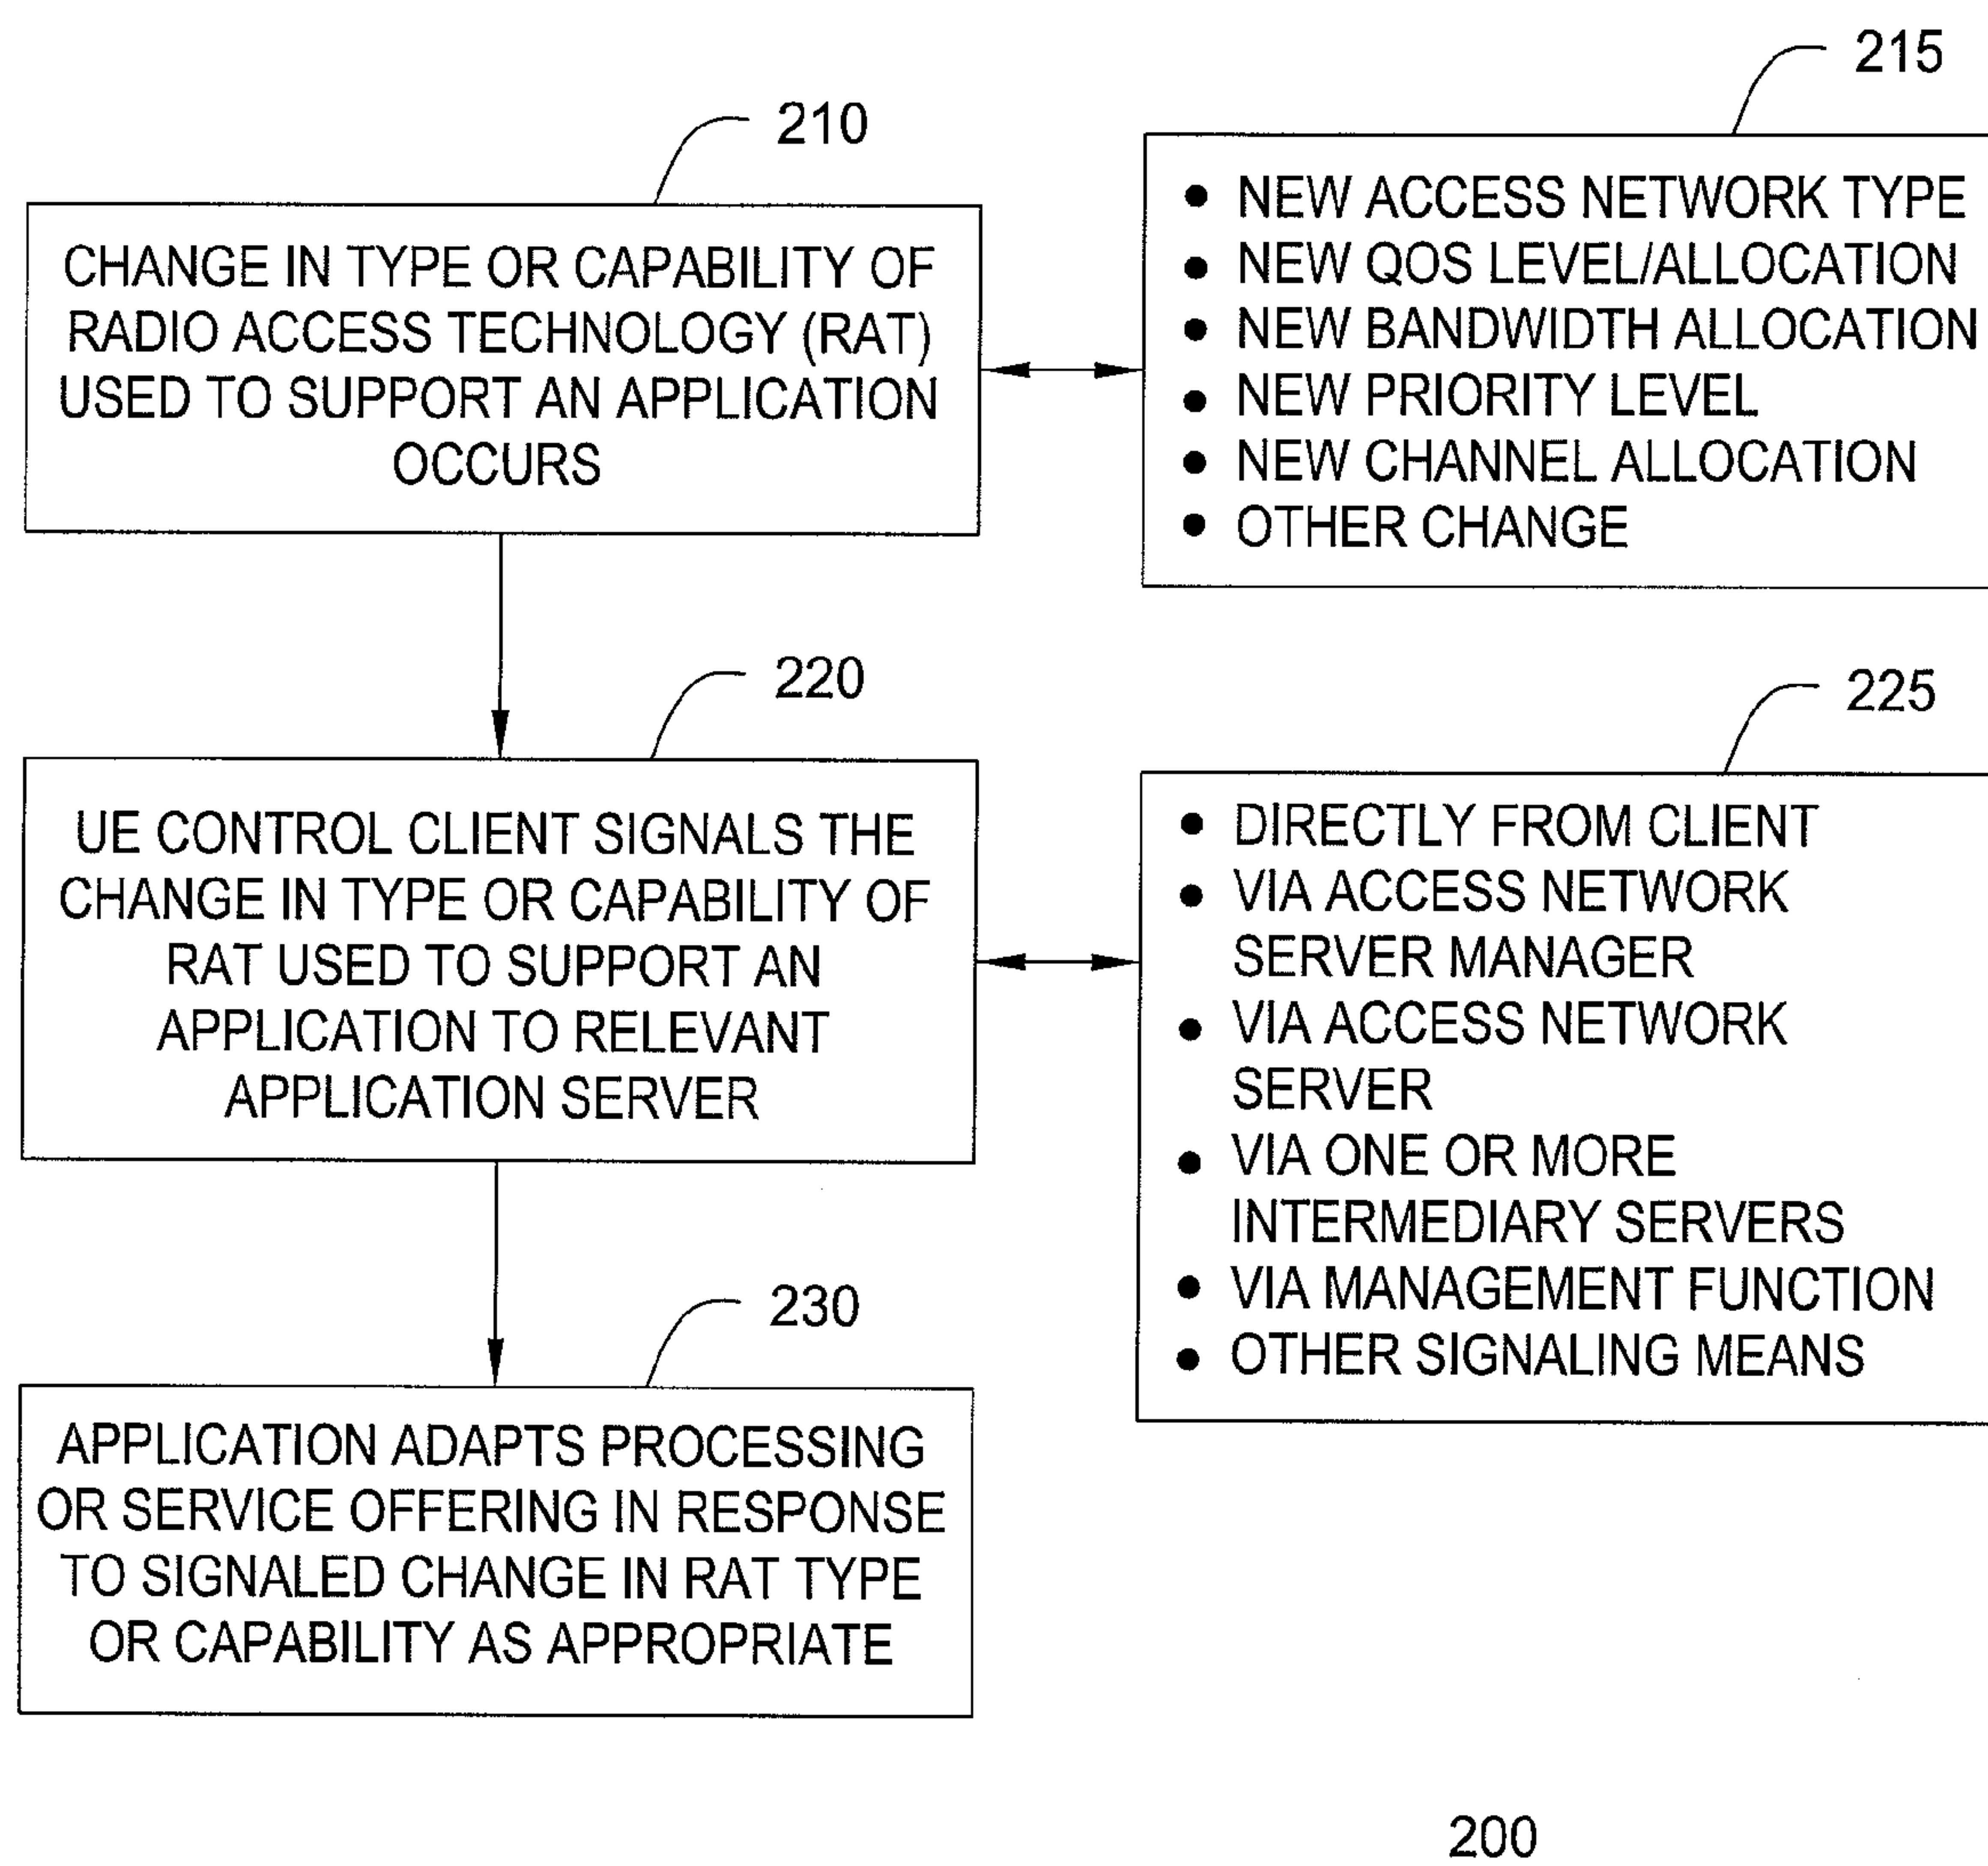 210
CHANGE IN TYPE OR CAPABILITY OF
RADIO ACCESS TECHNOLOGY (RAT)
USED TO SUPPORT AN APPLICATION
OCCURS
215
• NEW ACCESS NETWORK TYPE
• NEW QOS LEVEL/ALLOCATION
• NEW BANDWIDTH ALLOCATION
• NEW PRIORITY LEVEL
• NEW CHANNEL ALLOCATION
• OTHER CHANGE
220
UE CONTROL CLIENT SIGNALS THE
CHANGE IN TYPE OR CAPABILITY OF
RAT USED TO SUPPORT AN
APPLICATION TO RELEVANT
APPLICATION SERVER
225
• DIRECTLY FROM CLIENT
• VIA ACCESS NETWORK
SERVER MANAGER
• VIA ACCESS NETWORK
SERVER
• VIA ONE OR MORE
INTERMEDIARY SERVERS
• VIA MANAGEMENT FUNCTION
• OTHER SIGNALING MEANS
230
APPLICATION ADAPTS PROCESSING
OR SERVICE OFFERING IN RESPONSE
TO SIGNALED CHANGE IN RAT TYPE
OR CAPABILITY AS APPROPRIATE
200